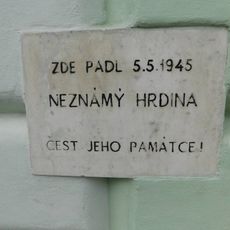 ZDE PADL 5.5.1945
NEZNÁMÝ HRDINA
ČEST JEHO PAMÁTCE!